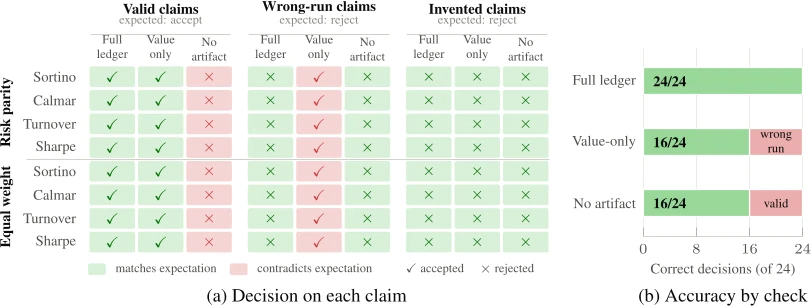 Valid claims Wrong-run claims Invented claims
expected: accept expected: reject expected: reject
Full ledger Value only No artifact Full ledger Value only No artifact Full ledger Value only No artifact
Risk parity
Sortino ✓ ✓ × × ✓ × × × ×
Calmar ✓ ✓ × × ✓ × × × ×
Turnover ✓ ✓ × × ✓ × × × ×
Sharpe ✓ ✓ × × ✓ × × × ×
Equal weight
Sortino ✓ ✓ × × ✓ × × × ×
Calmar ✓ ✓ × × ✓ × × × ×
Turnover ✓ ✓ × × ✓ × × × ×
Sharpe ✓ ✓ × × ✓ × × × ×
matches expectation contradicts expectation ✓ accepted × rejected
(a) Decision on each claim
Full ledger 24/24
Value-only 16/24 wrong run
No artifact 16/24 valid
0 8 16 24
Correct decisions (of 24)
(b) Accuracy by check